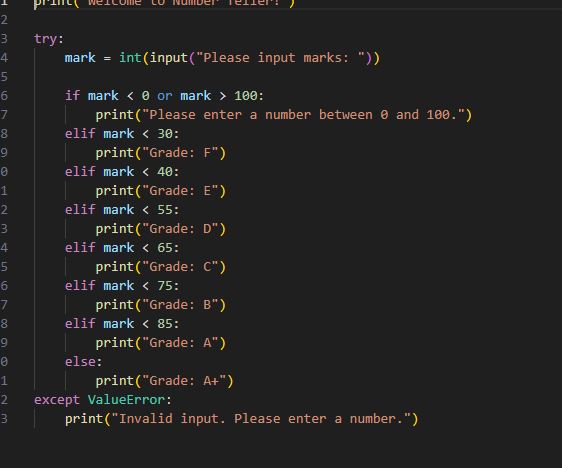 1 print("Welcome to Number Teller!")
2
3 try:
4 mark = int(input("Please input marks: "))
5
6 if mark < 0 or mark > 100:
7 print("Please enter a number between 0 and 100.")
8 elif mark < 30:
9 print("Grade: F")
0 elif mark < 40:
1 print("Grade: E")
2 elif mark < 55:
3 print("Grade: D")
4 elif mark < 65:
5 print("Grade: C")
6 elif mark < 75:
7 print("Grade: B")
8 elif mark < 85:
9 print("Grade: A")
0 else:
1 print("Grade: A+")
2 except ValueError:
3 print("Invalid input. Please enter a number.")